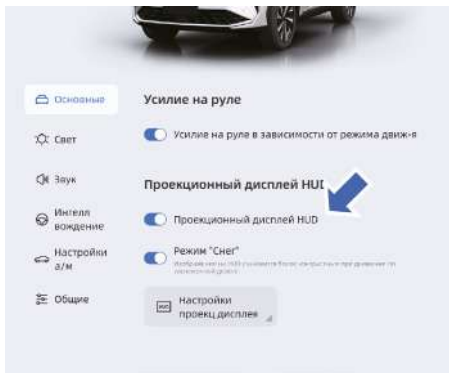 Основные
Свет
Звук
Интелл
вождение
Настройки
а/м
Общие
Усилие на руле
Усилие на руле в зависимости от режима движ-я
Проекционный дисплей HUD
Проекционный дисплей HUD
Режим "Снег"
HUD
Настройки
проекц.дисплея